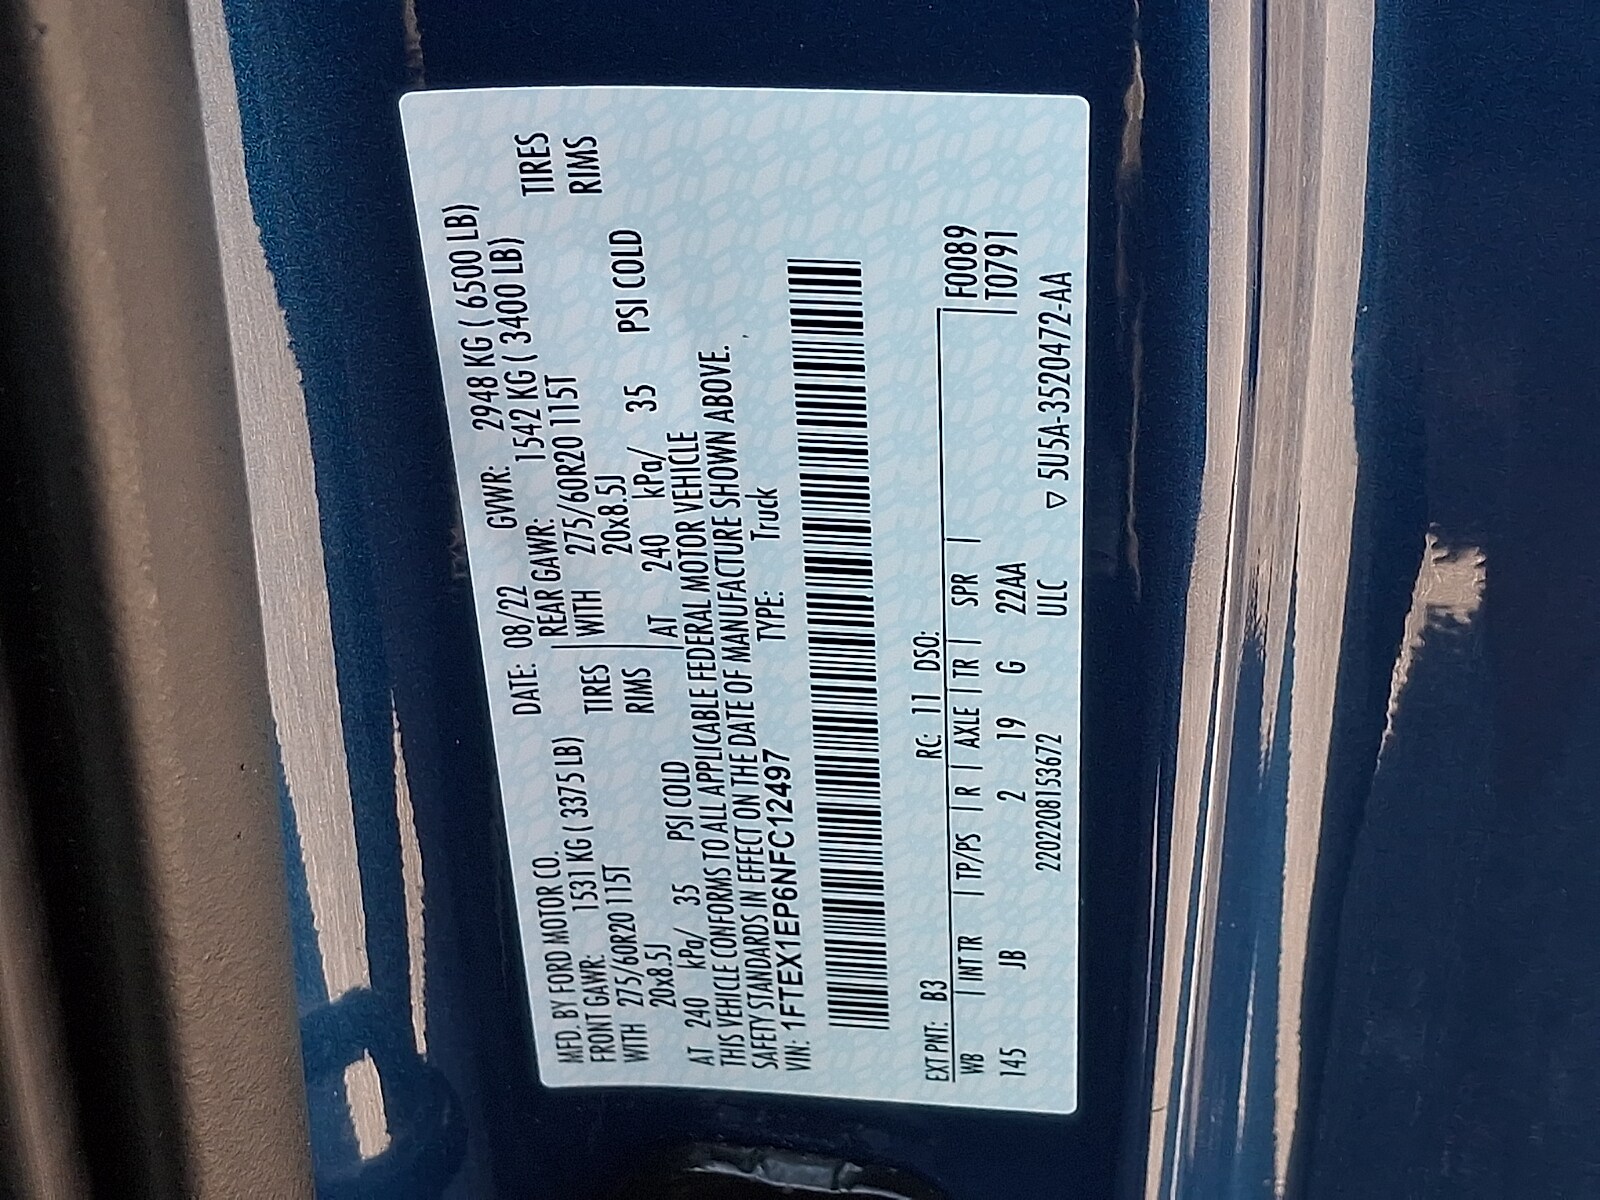 MFD. BY FORD MOTOR CO. DATE: 08/22 GVWR: 2948 KG ( 6500 LB)
FRONT GAWR: 1531 KG ( 3375 LB) REAR GAWR: 1542 KG ( 3400 LB)
WITH 275/60R20 115T TIRES WITH 275/60R20 115T TIRES
20x8.5J RIMS 20x8.5J RIMS
AT 240 kPa/ 35 PSI COLD AT 240 kPa/ 35 PSI COLD
THIS VEHICLE CONFORMS TO ALL APPLICABLE FEDERAL MOTOR VEHICLE
SAFETY STANDARDS IN EFFECT ON THE DATE OF MANUFACTURE SHOWN ABOVE.
VIN: 1FTEX1EP6NFC12497 TYPE: Truck
EXT PNT: B3 RC: 11 DSO: F0089
WB | INT TR | TP/PS | R | AXLE | TR | SPR | T0791
145 JB 2 19 G 22AA
220220815367​2 ULC ▽ 5U5A-3520472-AA